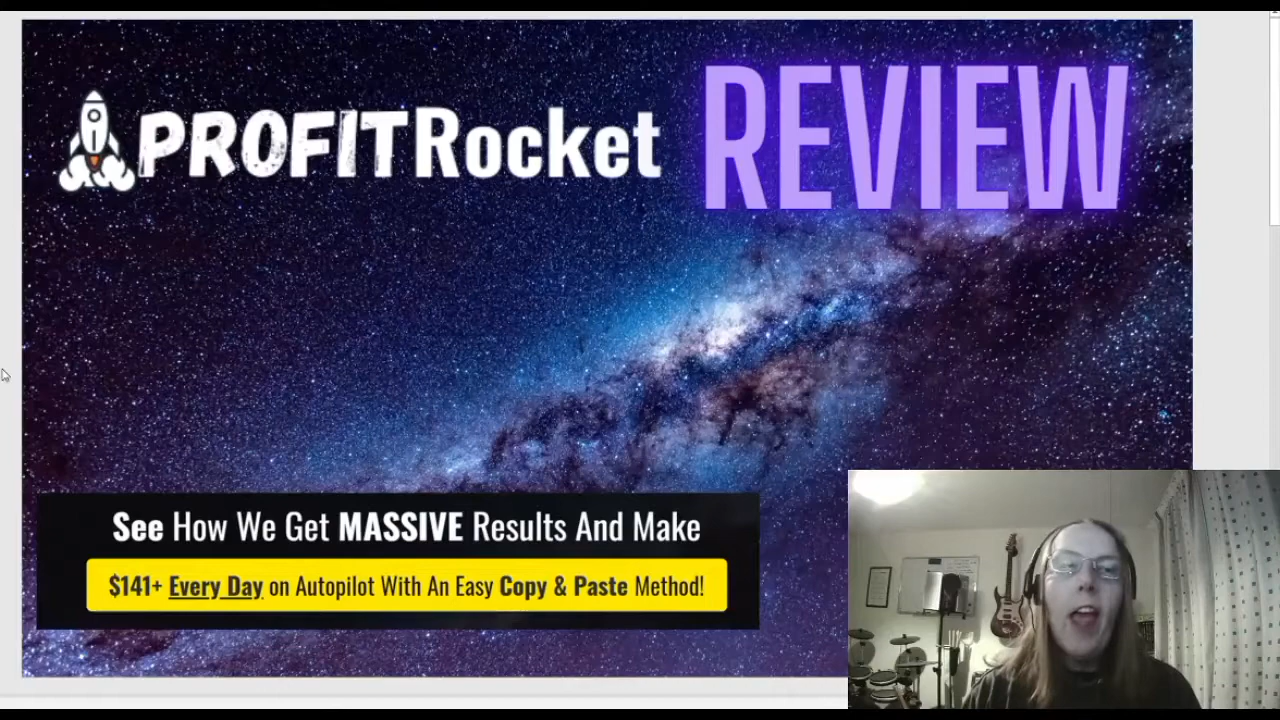 PROFITRocket
REVIEW
See How We Get MASSIVE Results And Make
$141+ Every Day on Autopilot With An Easy Copy & Paste Method!